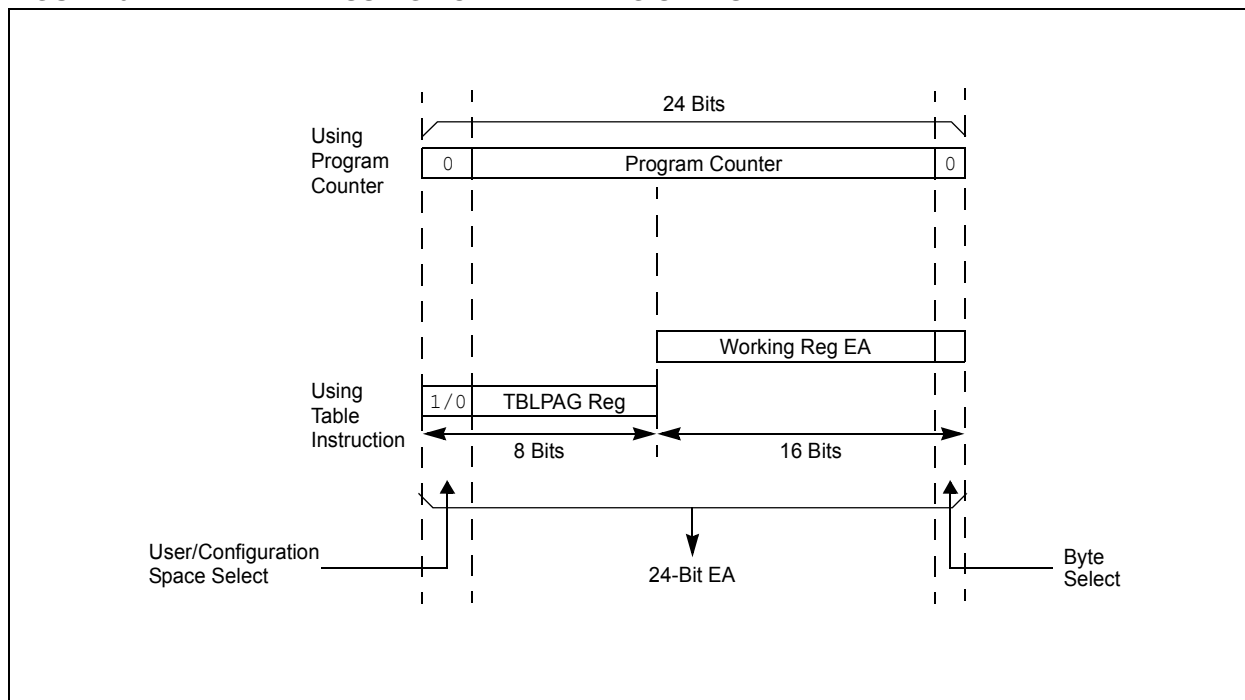 24 Bits
Using
Program
Counter
0
Program Counter
0
Working Reg EA
Using
Table
Instruction
1/0
TBLPAG Reg
8 Bits
16 Bits
User/Configuration
Space Select
24-Bit EA
Byte
Select